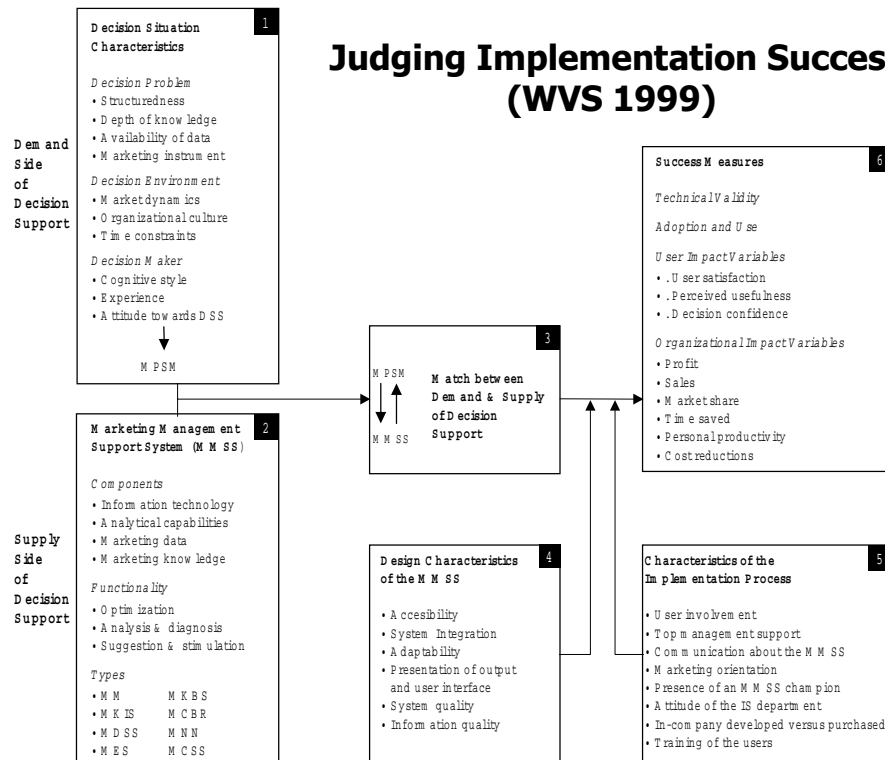 Judging Implementation Succes
(WVS 1999)
Demand
Side
of
Decision
Support
1
Decision Situation
Characteristics
Decision Problem
• Structuredness
• Depth of knowledge
• Availability of data
• Marketing instrument
Decision Environment
• Market dynamics
• Organizational culture
• Time constraints
Decision Maker
• Cognitive style
• Experience
• Attitude towards DSS
MPSM
Supply
Side
of
Decision
Support
2
Marketing Management
Support System (MMSS)
Components
• Information technology
• Analytical capabilities
• Marketing data
• Marketing knowledge
Functionality
• Optimization
• Analysis & diagnosis
• Suggestion & stimulation
Types
• MM MKBS
• MKIS MCBR
• MDSS MNN
• MES MCSS
3
MPSM
MMSS
Match between
Demand & Supply
of Decision
Support
4
Design Characteristics
of the MMSS
• Accesibility
• System Integration
• Adaptability
• Presentation of output
and user interface
• System quality
• Information quality
6
Success Measures
Technical Validity
Adoption and Use
User Impact Variables
• .User satisfaction
• .Perceived usefulness
• .Decision confidence
Organizational Impact Variables
• Profit
• Sales
• Market share
• Time saved
• Personal productivity
• Cost reductions
5
Characteristics of the
Implementation Process
• User involvement
• Top management support
• Communication about the MMSS
• Marketing orientation
• Presence of an MMSS champion
• Attitude of the IS department
• In-company developed versus purchased
• Training of the users